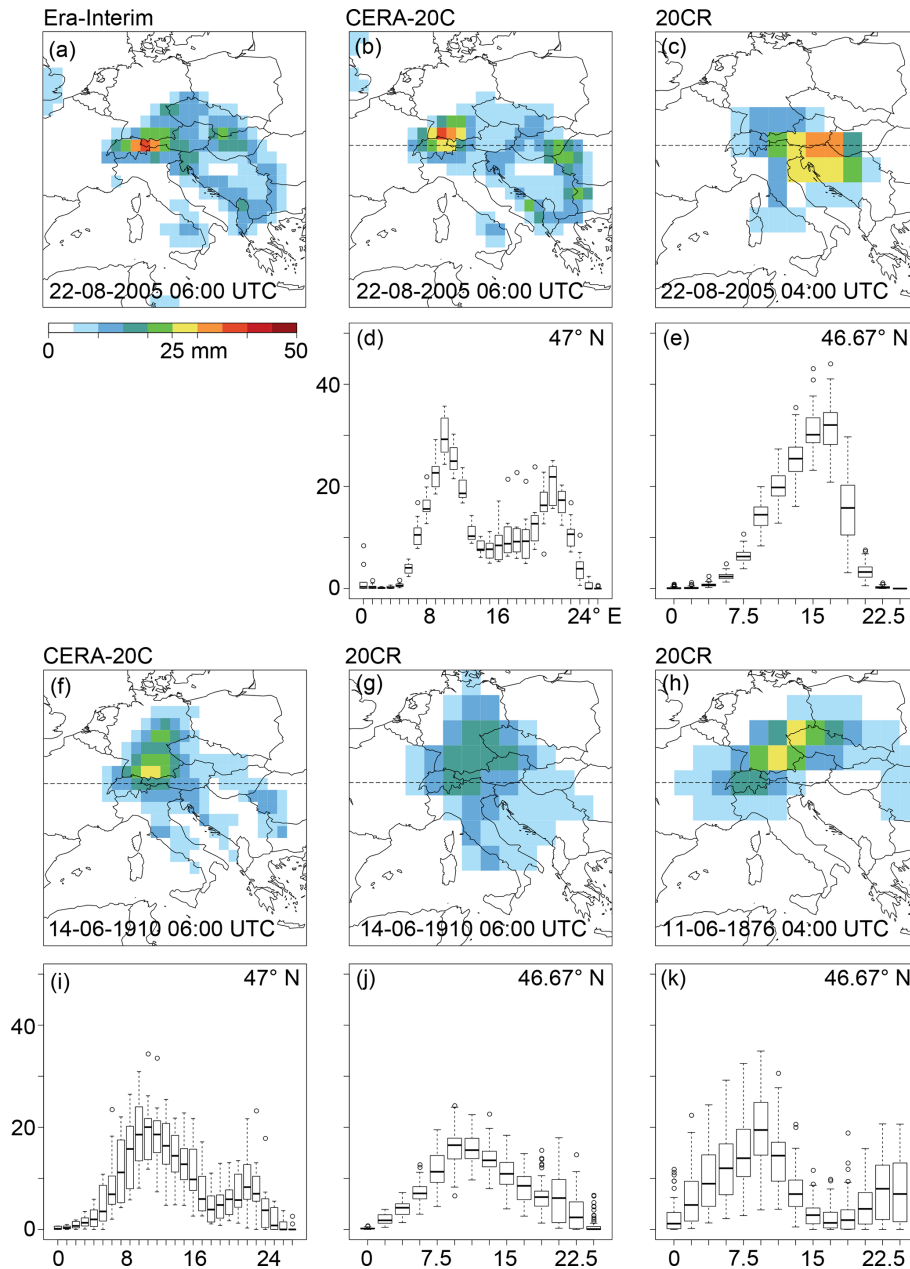 Era-Interim
CERA-20C
20CR
(a)
(b)
(c)
22-08-2005 06:00 UTC
22-08-2005 06:00 UTC
22-08-2005 04:00 UTC
0 25 mm 50
(d) 47° N
(e) 46.67° N
40
20
0
0 8 16 24° E
0 7.5 15 22.5
CERA-20C
20CR
20CR
(f)
(g)
(h)
14-06-1910 06:00 UTC
14-06-1910 06:00 UTC
11-06-1876 04:00 UTC
(i) 47° N
(j) 46.67° N
(k) 46.67° N
40
20
0
0 8 16 24
0 7.5 15 22.5
0 7.5 15 22.5